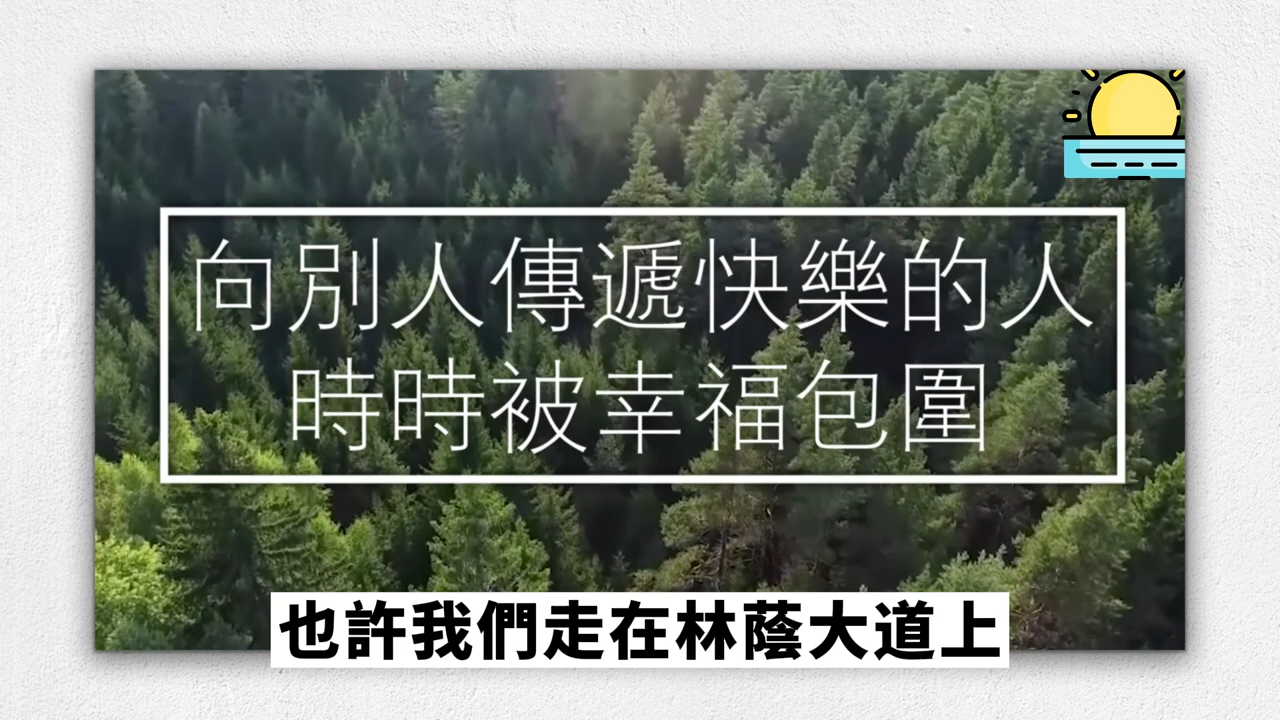 向別人傳遞快樂的人
時時被幸福包圍
也許我們走在林蔭大道上